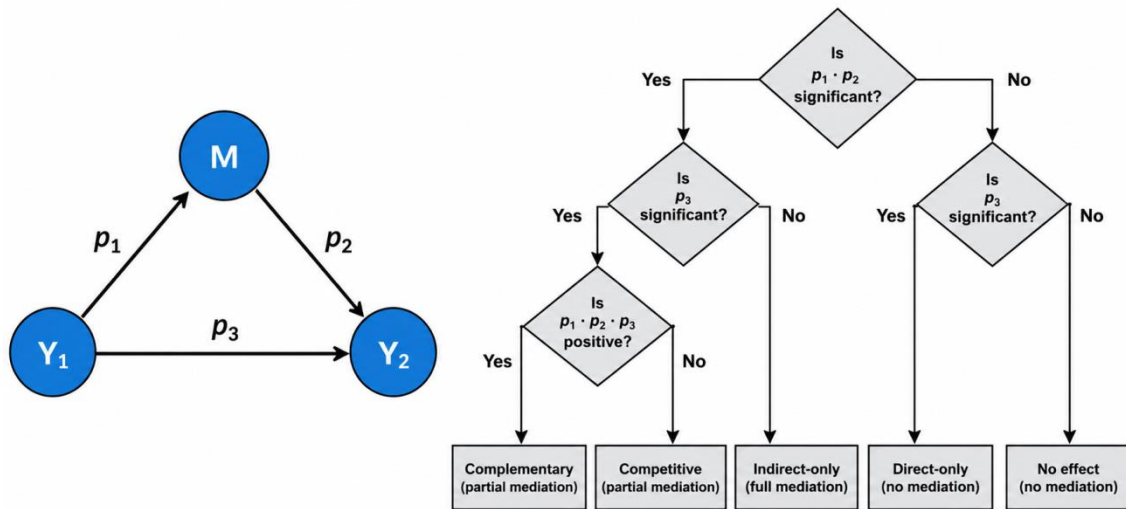 M
p₁
p₂
Y₁
p₃
Y₂
Is
p₁ · p₂
significant?
Yes
No
Is
p₃
significant?
Yes
No
Is
p₃
significant?
Yes
No
Is
p₁ · p₂ · p₃
positive?
Yes
No
Complementary
(partial mediation)
Competitive
(partial mediation)
Indirect-only
(full mediation)
Direct-only
(no mediation)
No effect
(no mediation)